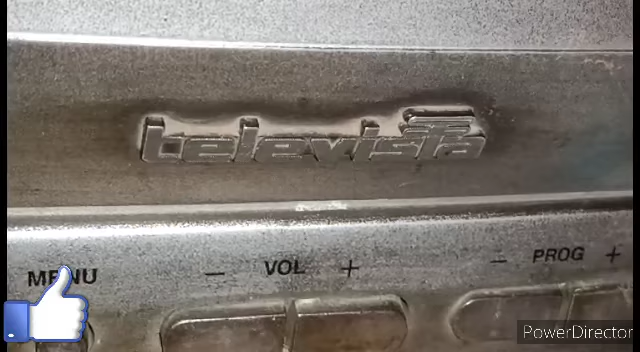 televista
MENU
− VOL +
− PROG +
PowerDirector